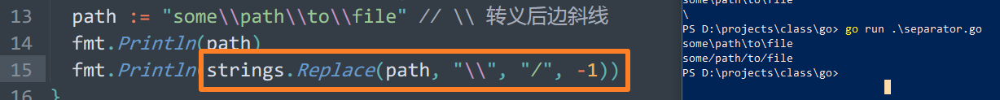 13 path := "some\\path\\to\\file" // \\ 转义后边斜线
14 fmt.Println(path)
15 fmt.Println(strings.Replace(path, "\\", "/", -1))
16 }
some\path\to\file
\
PS D:\projects\class\go> go run .\separator.go
some\path\to\file
some/path/to/file
PS D:\projects\class\go>